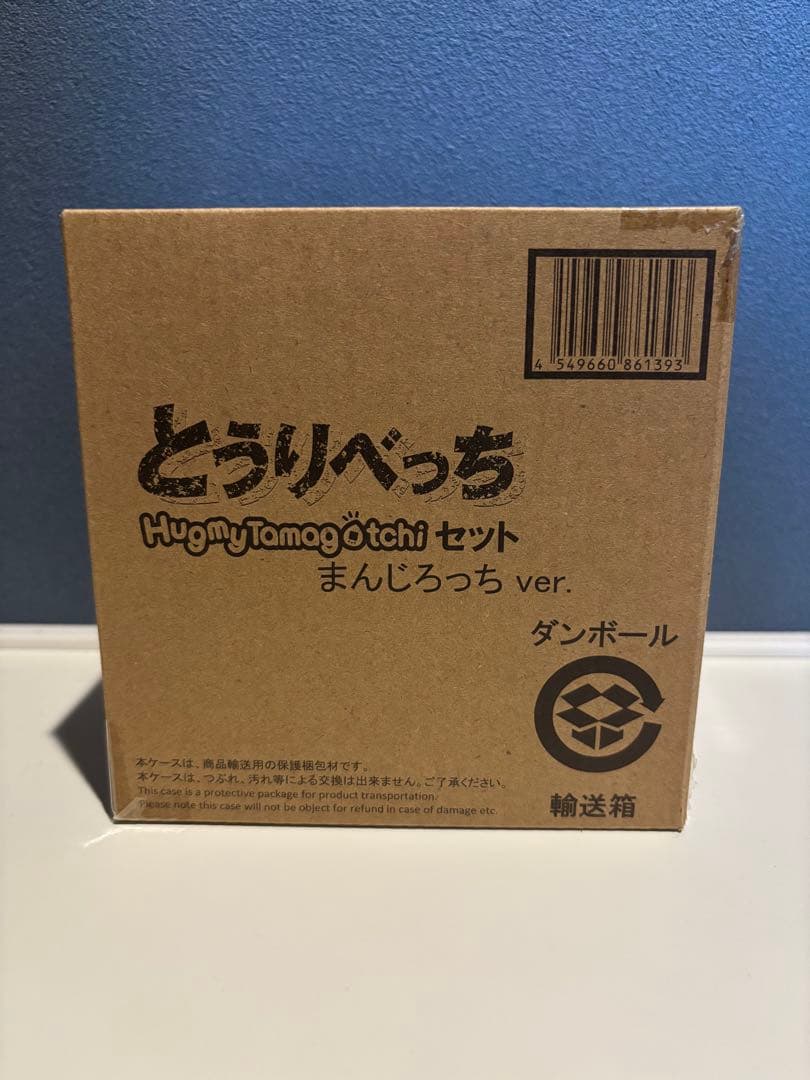 4 549660 861393
とうりべっち
HugmyTamagotchi セット
まんじろっち ver.
ダンボール
本ケースは、商品輸送用の保護梱包材です。
本ケースは、つぶれ、汚れ等による交換は出来ません。ご了承ください。
This case is a protective package for product transportation/
Please note this case will not be object for refund in case of damage etc.
輸送箱